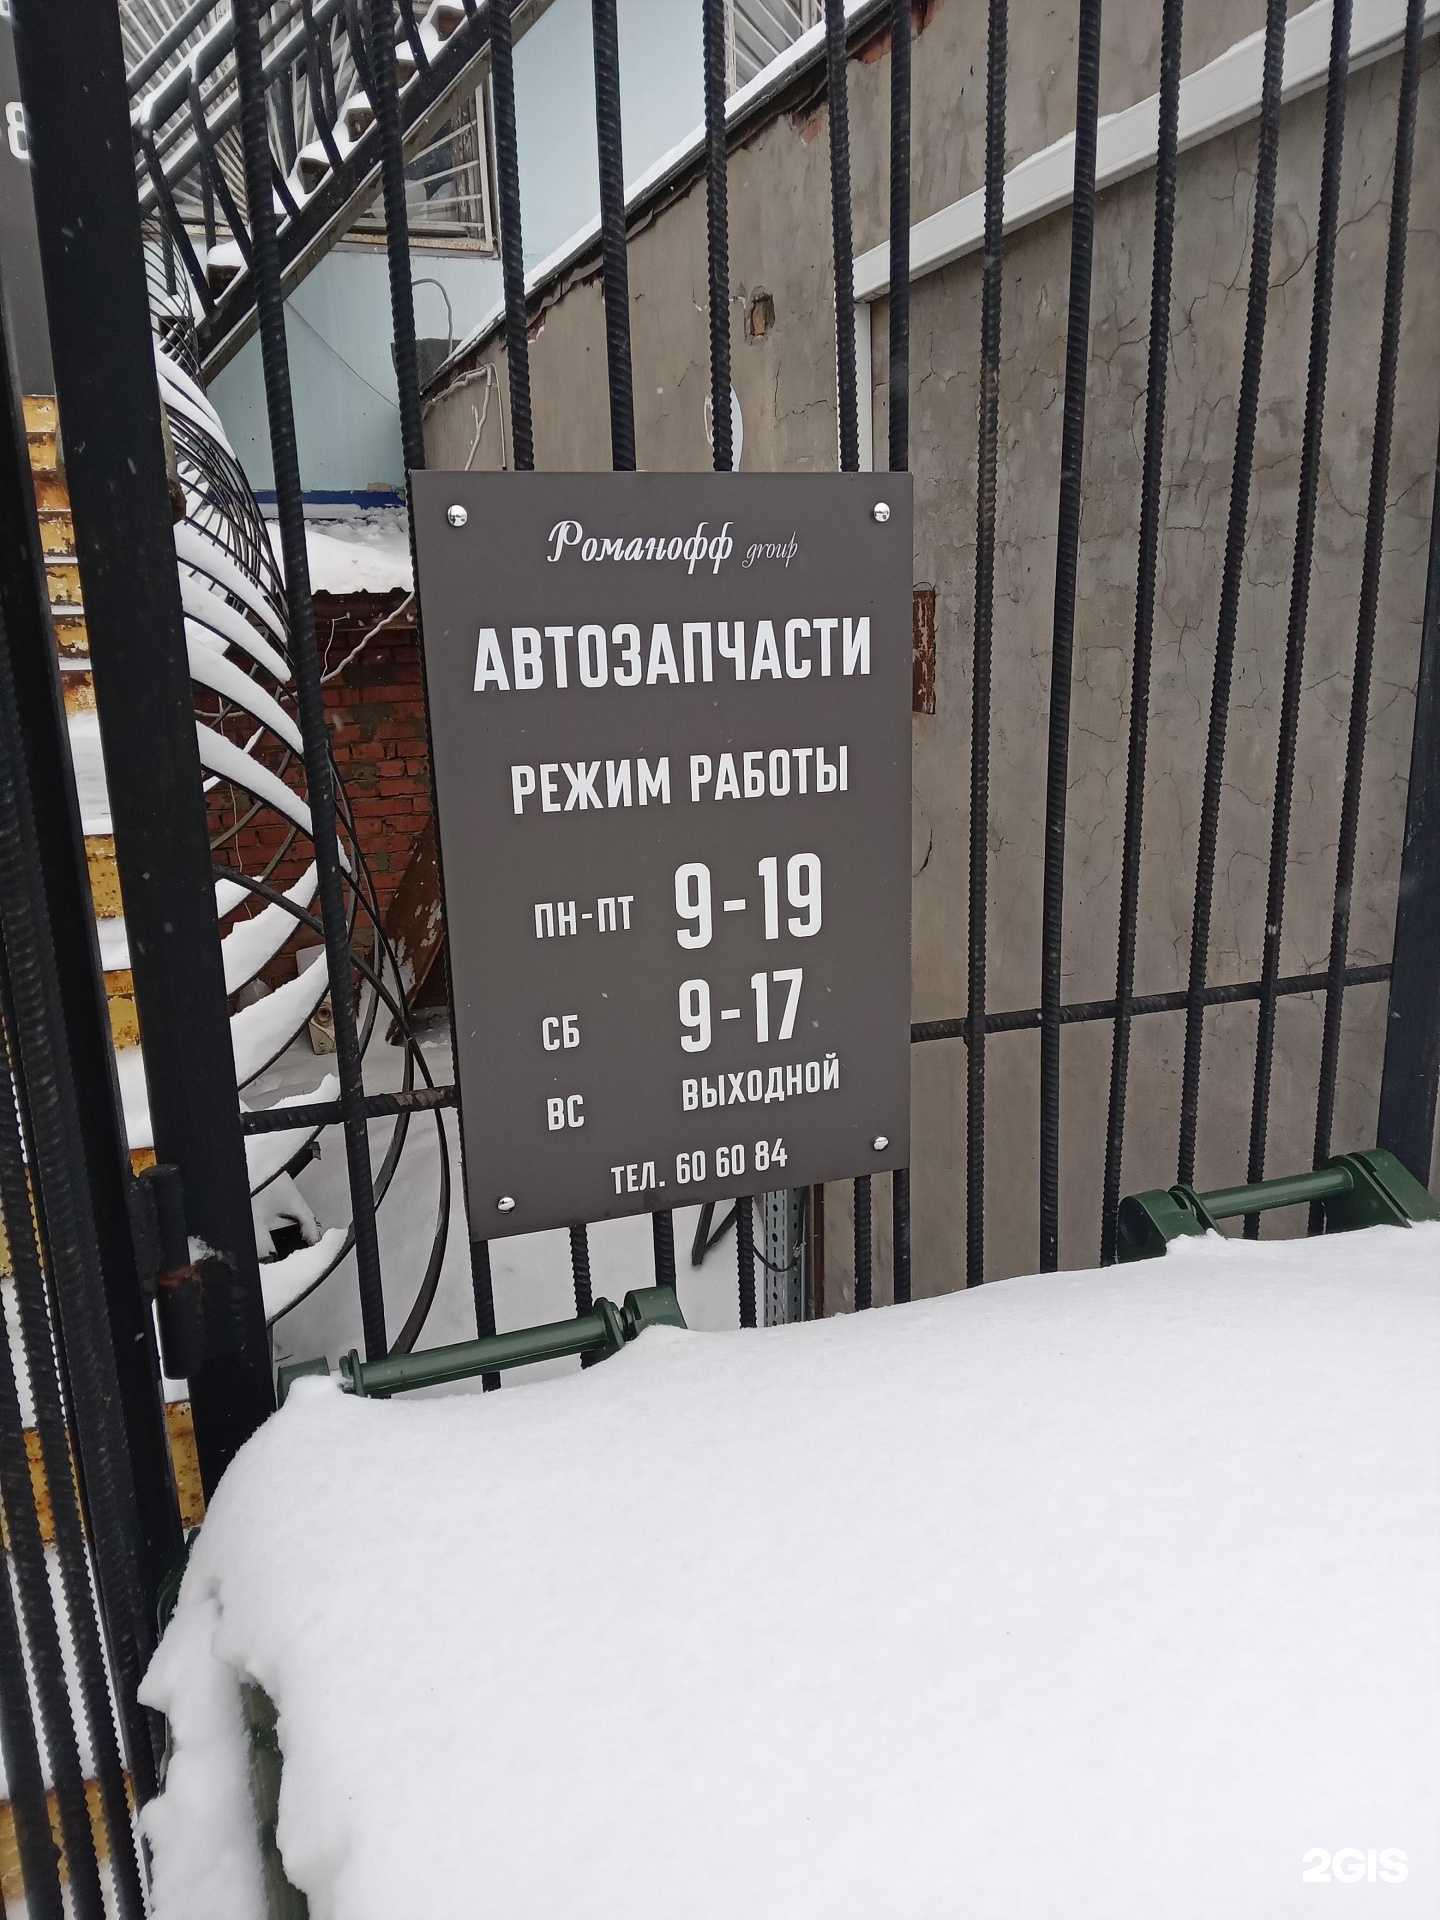 8
Романофф group
АВТОЗАПЧАСТИ
РЕЖИМ РАБОТЫ
ПН-ПТ 9-19
СБ 9-17
ВС ВЫХОДНОЙ
ТЕЛ. 60 60 84
2GIS